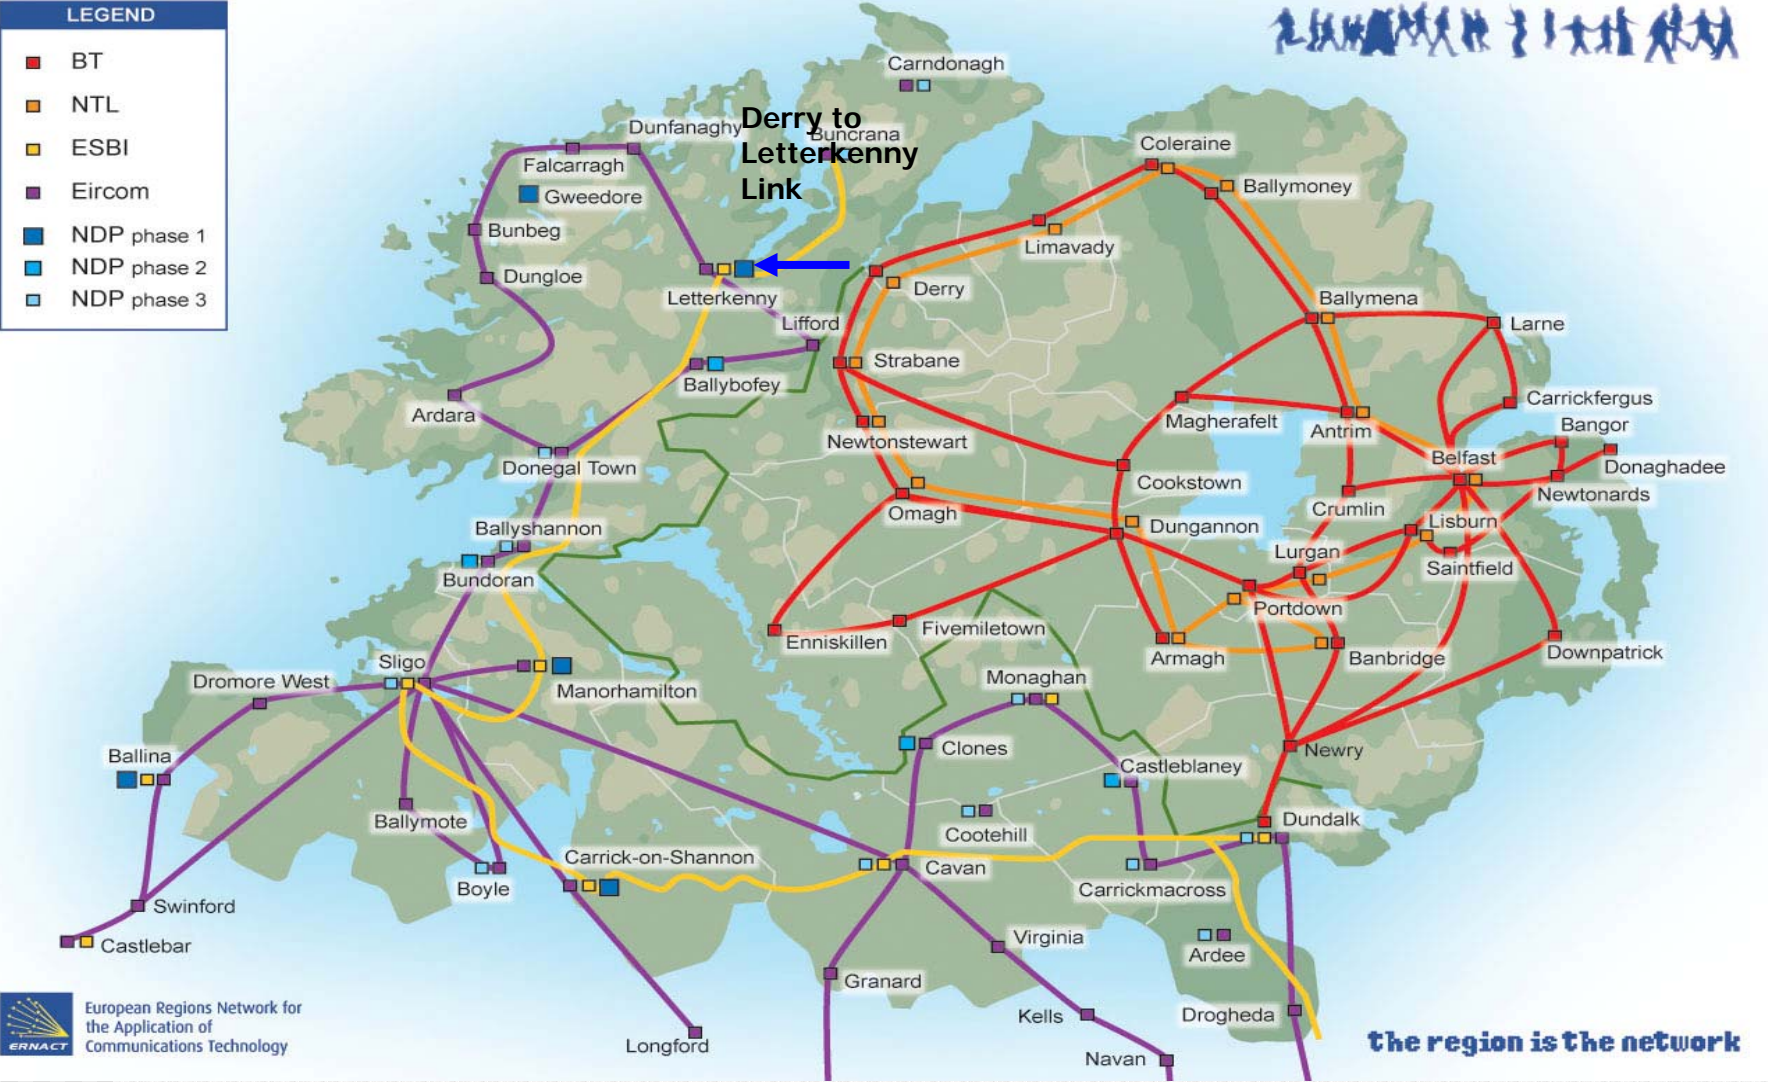 LEGEND
BT
NTL
ESBI
Eircom
NDP phase 1
NDP phase 2
NDP phase 3
Carndonagh
Derry to
Letterkenny
Link
Buncrana
Dunfanaghy
Falcarragh
Gweedore
Bunbeg
Dungloe
Letterkenny
Lifford
Ballybofey
Ardara
Donegal Town
Ballyshannon
Bundoran
Coleraine
Ballymoney
Limavady
Derry
Ballymena
Larne
Strabane
Carrickfergus
Magherafelt
Antrim
Bangor
Newtonstewart
Belfast
Donaghadee
Cookstown
Newtonards
Crumlin
Omagh
Dungannon
Lisburn
Lurgan
Saintfield
Portdown
Enniskillen
Fivemiletown
Armagh
Banbridge
Downpatrick
Sligo
Dromore West
Manorhamilton
Monaghan
Ballina
Clones
Castleblaney
Newry
Ballymote
Cootehill
Dundalk
Carrick-on-Shannon
Cavan
Boyle
Carrickmacross
Swinford
Castlebar
Virginia
Ardee
Granard
Kells
Drogheda
Longford
Navan
ERNACT
European Regions Network for
the Application of
Communications Technology
the region is the network